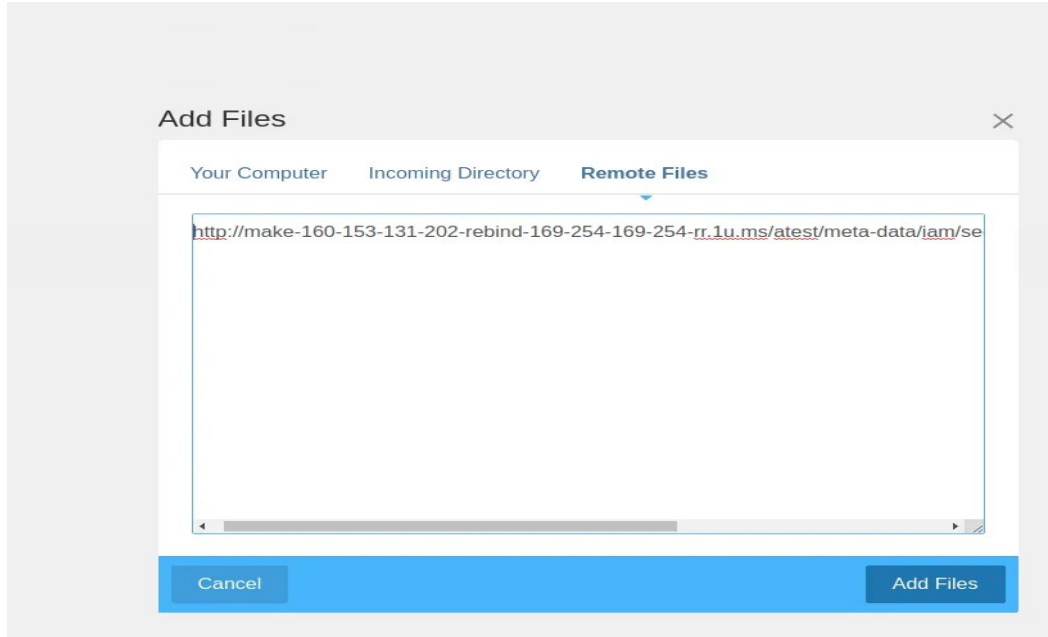 Add Files
Your Computer Incoming Directory Remote Files
http://make-160-153-131-202-rebind-169-254-169-254-rr.1u.ms/atest/meta-data/iam/se
Cancel Add Files